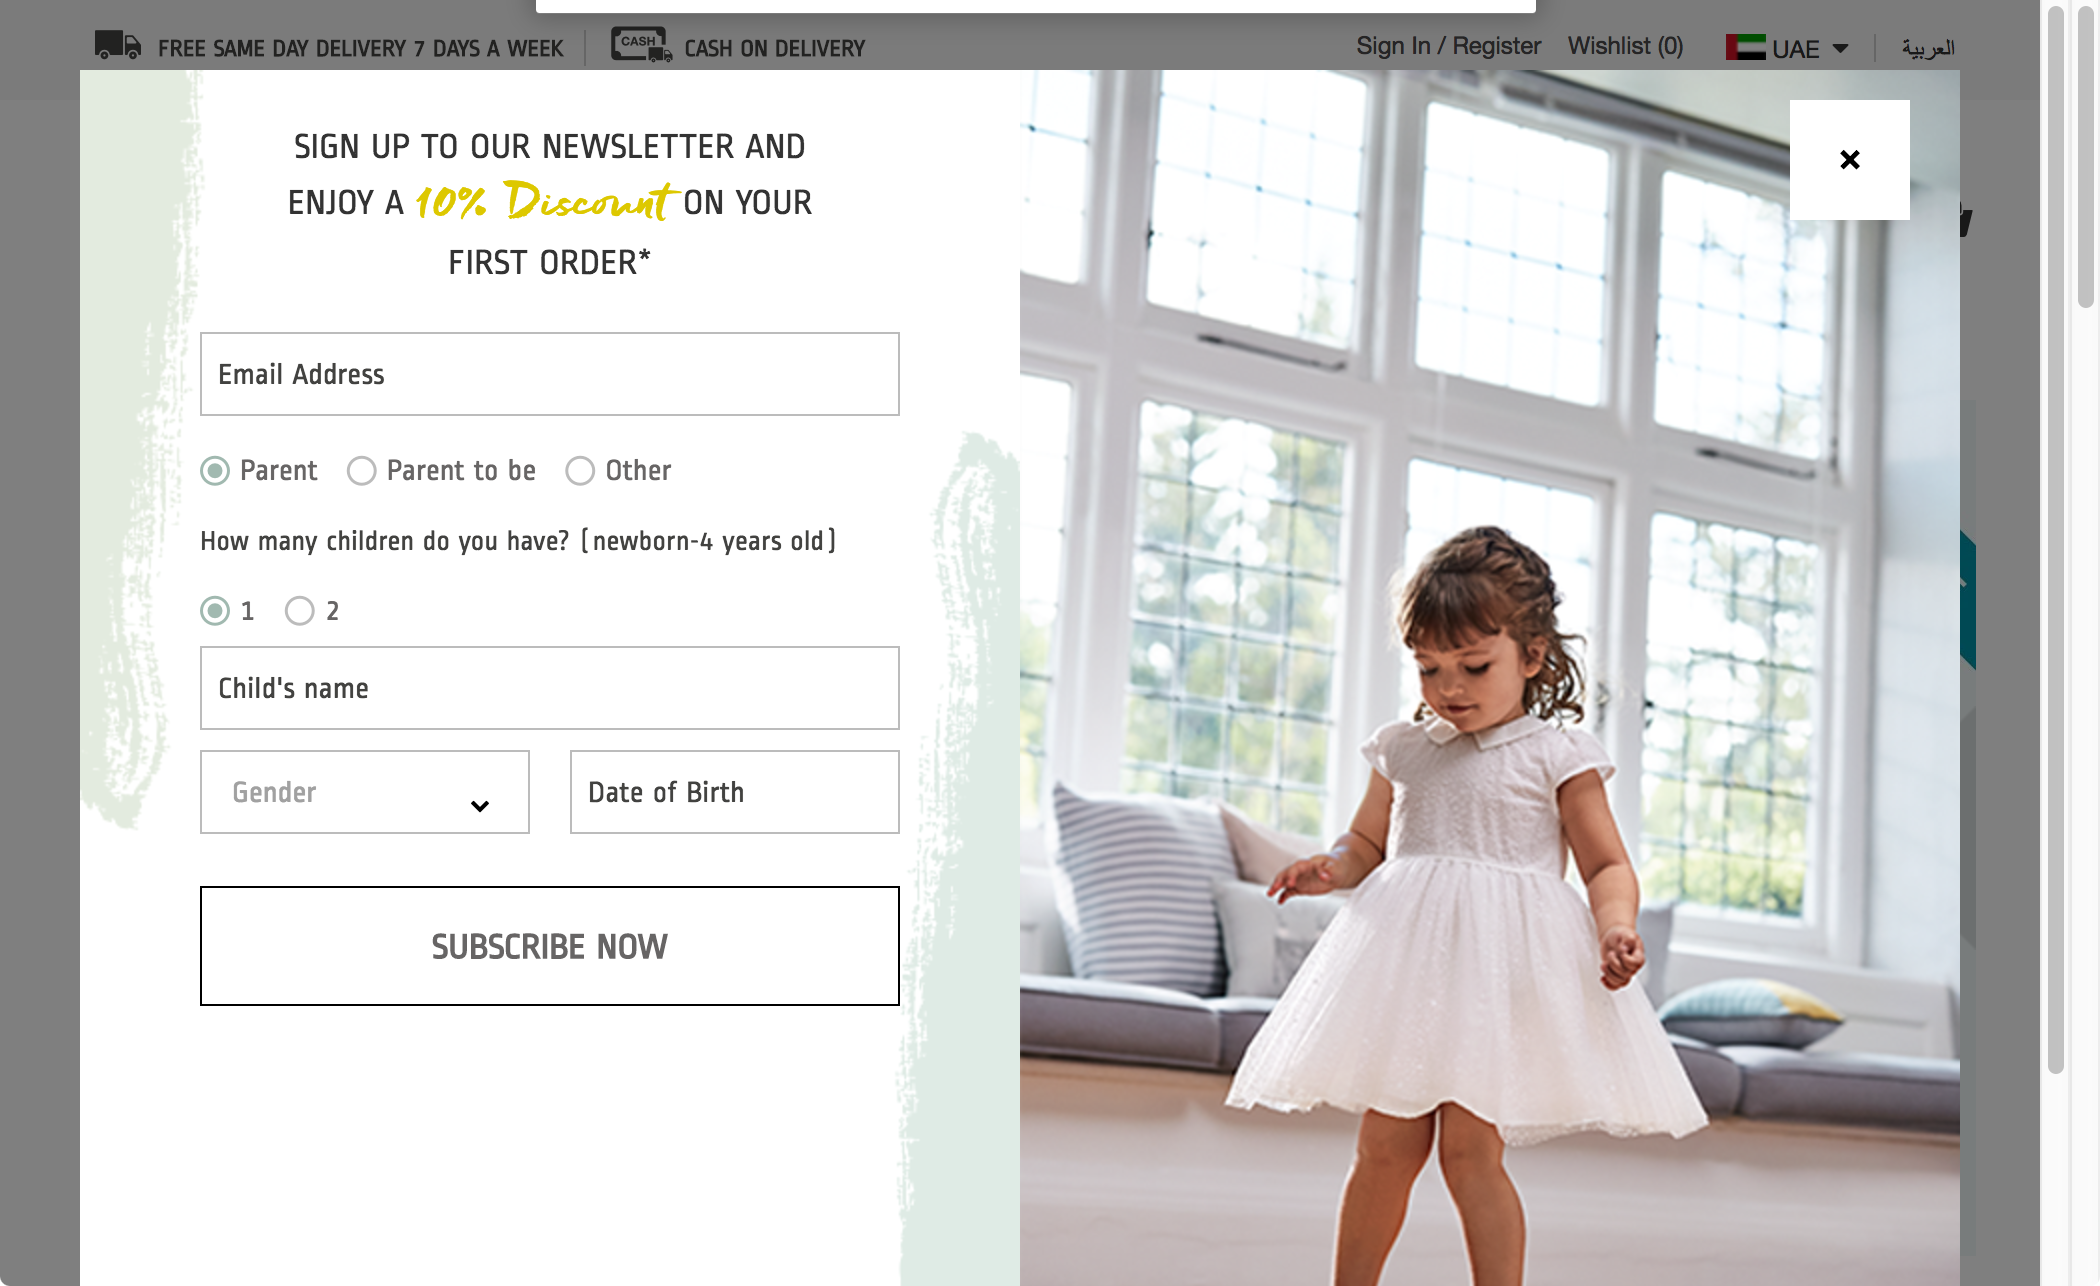 FREE SAME DAY DELIVERY 7 DAYS A WEEK
CASH
CASH ON DELIVERY
Sign In / Register
Wishlist (0)
UAE
العربية
SIGN UP TO OUR NEWSLETTER AND
ENJOY A 10% Discount ON YOUR
FIRST ORDER*
Email Address
Parent
Parent to be
Other
How many children do you have? (newborn-4 years old)
1
2
Child's name
Gender
Date of Birth
SUBSCRIBE NOW